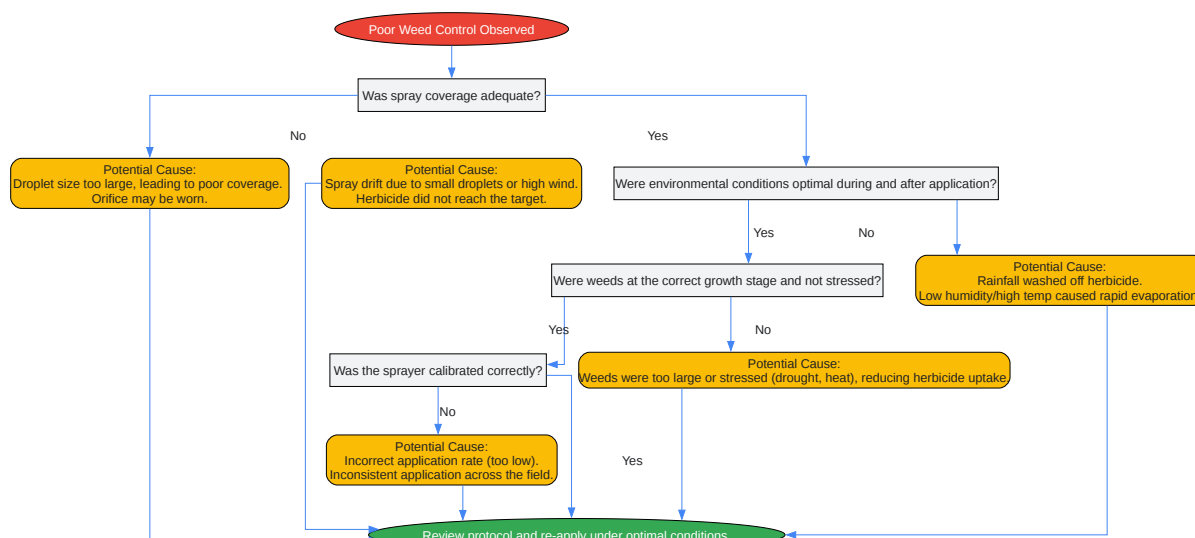 Poor Weed Control Observed
Was spray coverage adequate?
No
Yes
Potential Cause:
Droplet size too large, leading to poor coverage.
Orifice may be worn.
Potential Cause:
Spray drift due to small droplets or high wind.
Herbicide did not reach the target.
Were environmental conditions optimal during and after application?
Yes
No
Were weeds at the correct growth stage and not stressed?
Potential Cause:
Rainfall washed off herbicide.
Low humidity/high temp caused rapid evaporation
Yes
No
Was the sprayer calibrated correctly?
Potential Cause:
Weeds were too large or stressed (drought, heat), reducing herbicide uptake.
No
Potential Cause:
Incorrect application rate (too low).
Inconsistent application across the field.
Yes
Review protocol and re-apply under optimal conditions